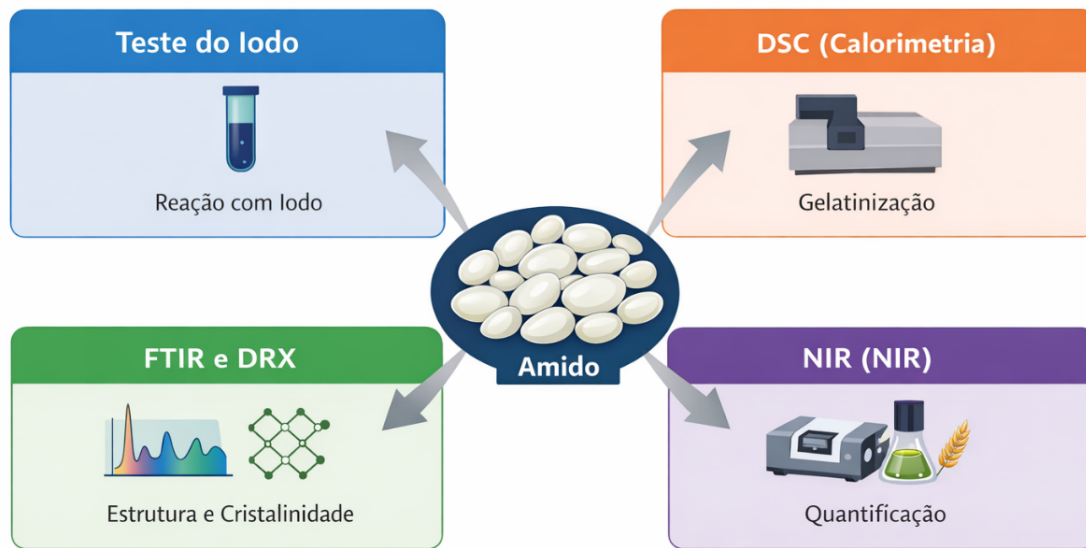 Teste do Iodo
Reação com Iodo
DSC (Calorimetria)
Gelatinização
Amido
FTIR e DRX
Estrutura e Cristalinidade
NIR (NIR)
Quantificação